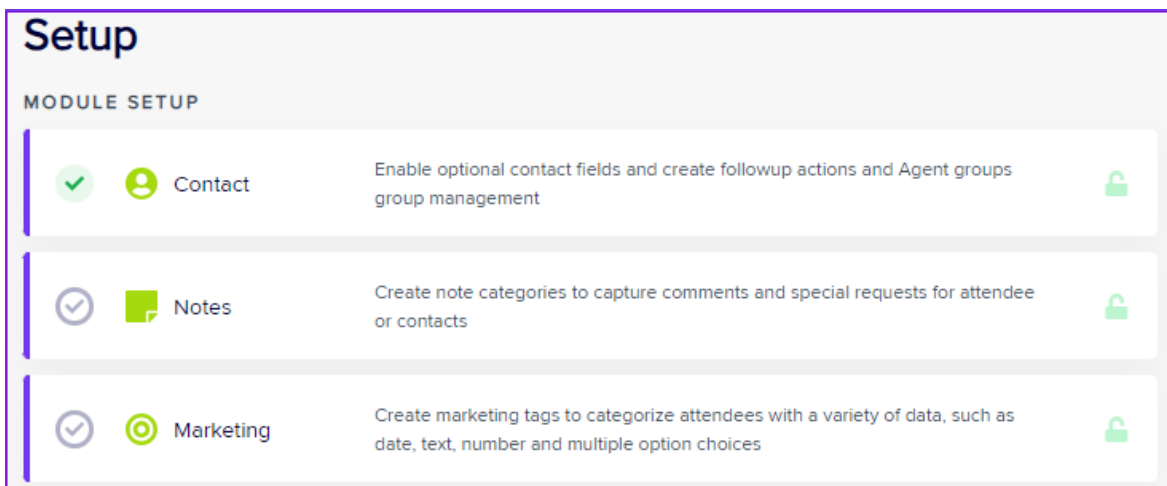 Setup
MODULE SETUP
Contact
Enable optional contact fields and create followup actions and Agent groups
group management
Notes
Create note categories to capture comments and special requests for attendee
or contacts
Marketing
Create marketing tags to categorize attendees with a variety of data, such as
date, text, number and multiple option choices